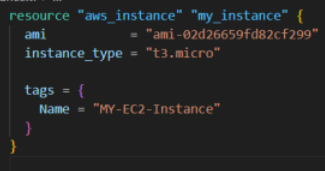 resource "aws_instance" "my_instance" {
  ami           = "ami-02d26659fd82cf299"
  instance_type = "t3.micro"

  tags = {
    Name = "MY-EC2-Instance"
  }
}